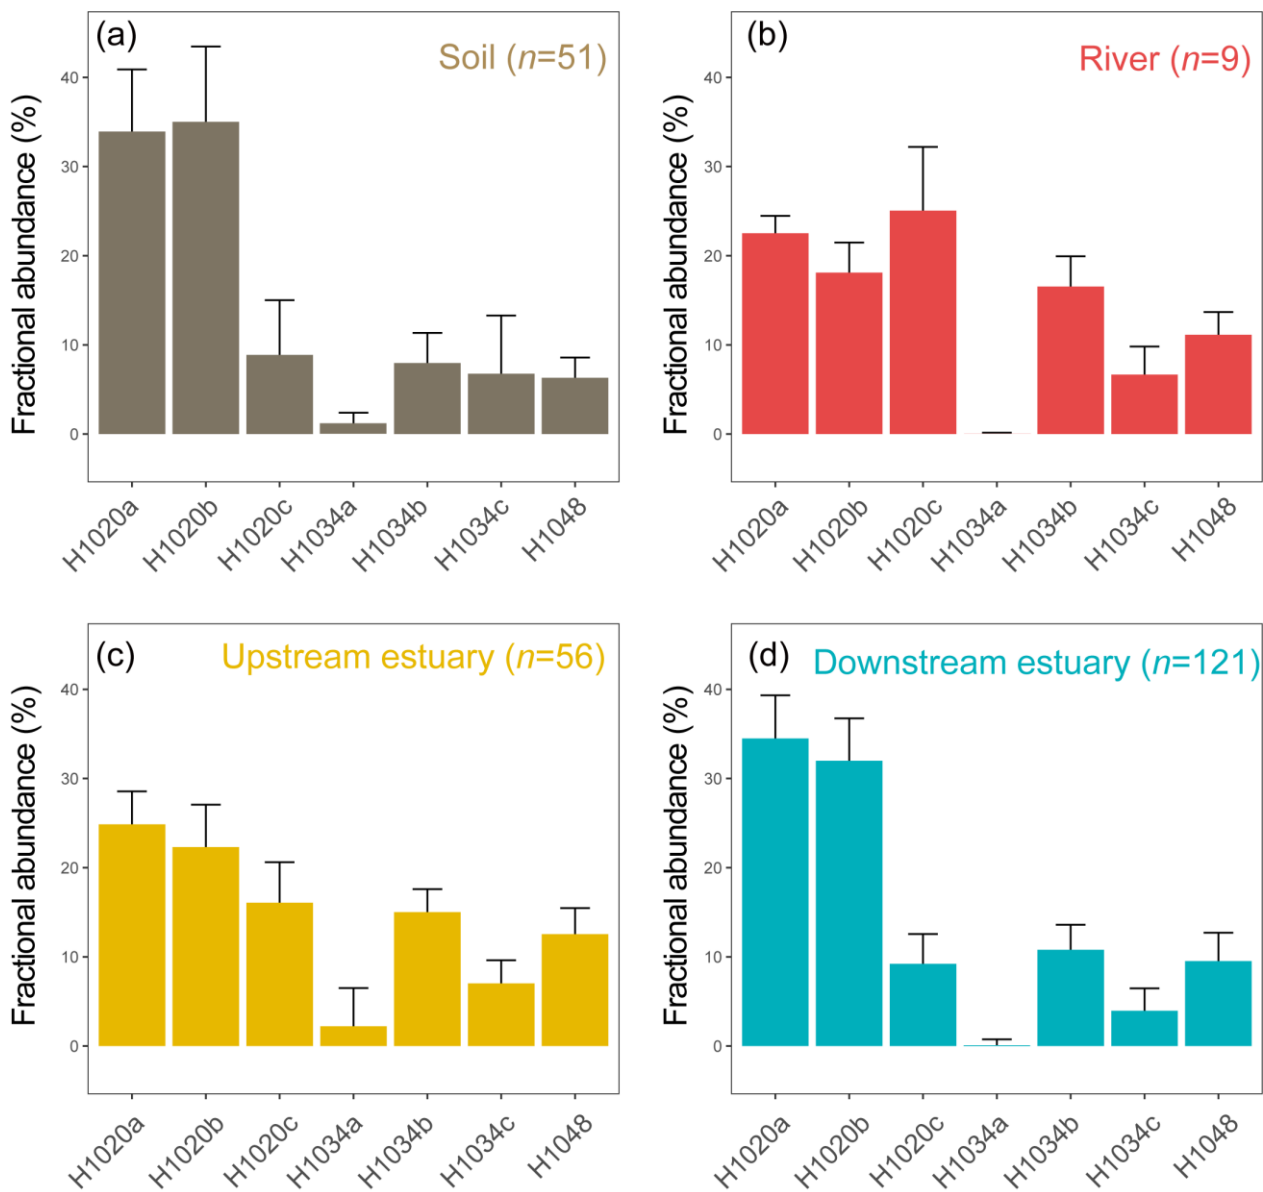 (a)
Soil (n=51)
Fractional abundance (%)
40
30
20
10
0
H1020a
H1020b
H1020c
H1034a
H1034b
H1034c
H1048
(b)
River (n=9)
Fractional abundance (%)
40
30
20
10
0
H1020a
H1020b
H1020c
H1034a
H1034b
H1034c
H1048
(c)
Upstream estuary (n=56)
Fractional abundance (%)
40
30
20
10
0
H1020a
H1020b
H1020c
H1034a
H1034b
H1034c
H1048
(d)
Downstream estuary (n=121)
Fractional abundance (%)
40
30
20
10
0
H1020a
H1020b
H1020c
H1034a
H1034b
H1034c
H1048